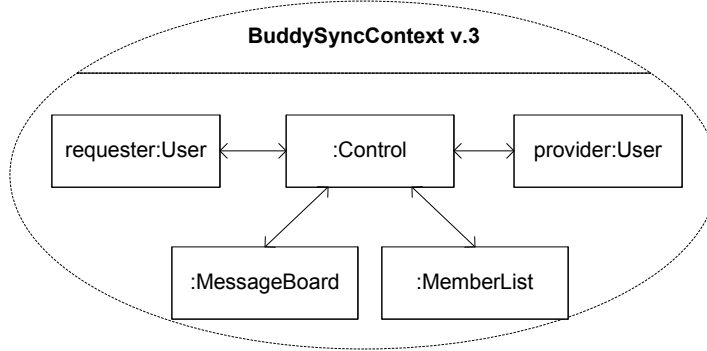 BuddySyncContext v.3
requester:User
:Control
provider:User
:MessageBoard
:MemberList